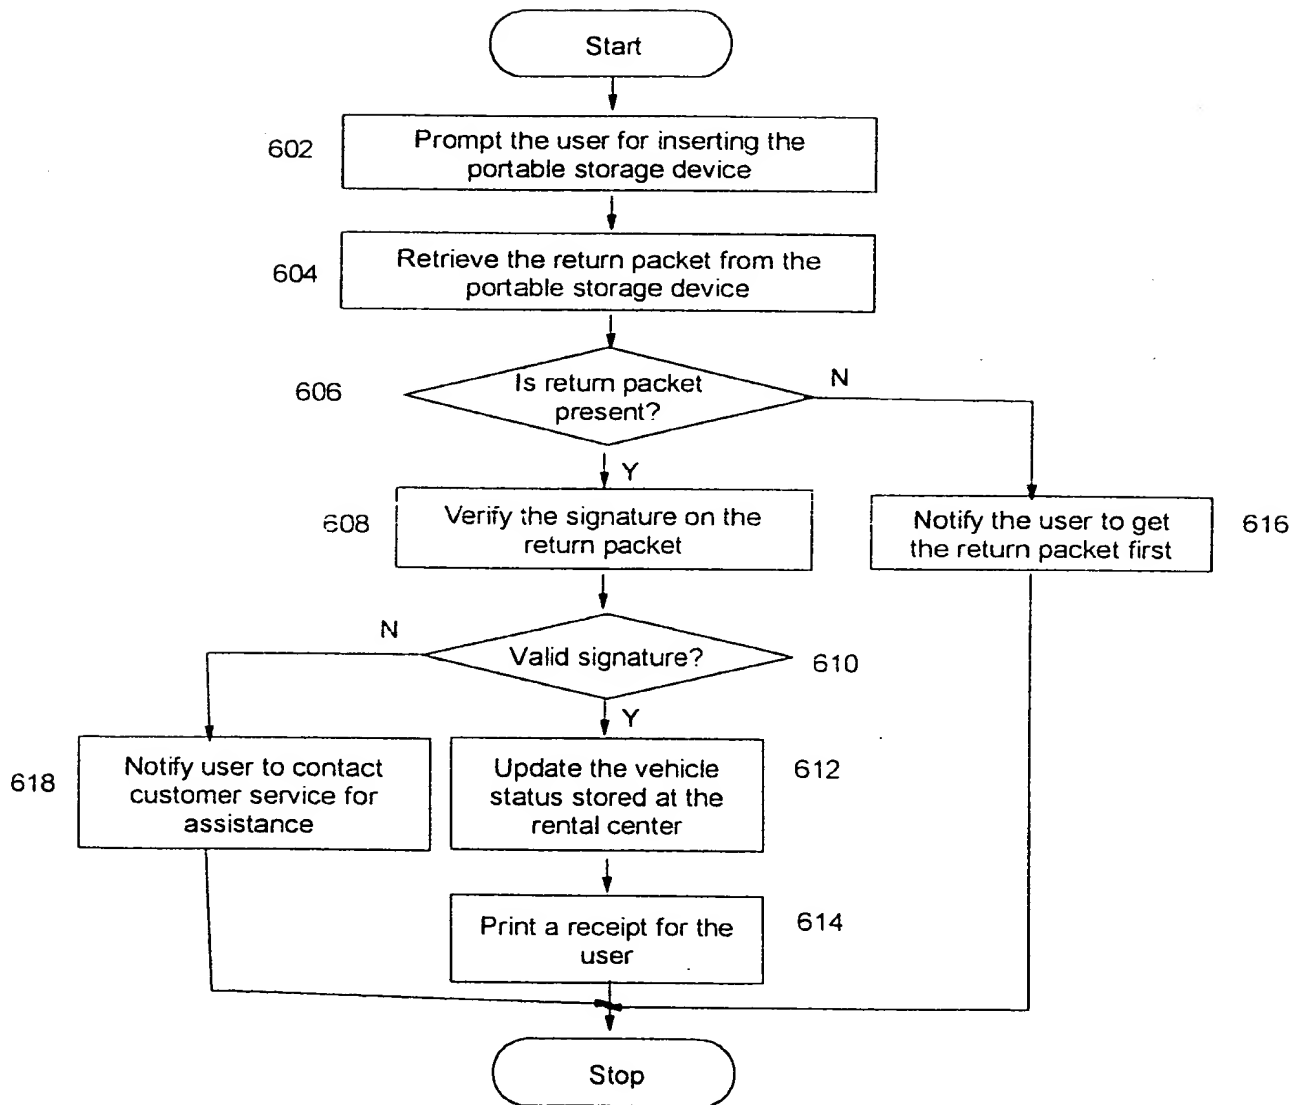 Start
602
Prompt the user for inserting the
portable storage device
604
Retrieve the return packet from the
portable storage device
606
Is return packet
present?
N
Y
608
Verify the signature on the
return packet
Notify the user to get
the return packet first
616
N
Valid signature?
610
Y
618
Notify user to contact
customer service for
assistance
Update the vehicle
status stored at the
rental center
612
Print a receipt for the
user
614
Stop